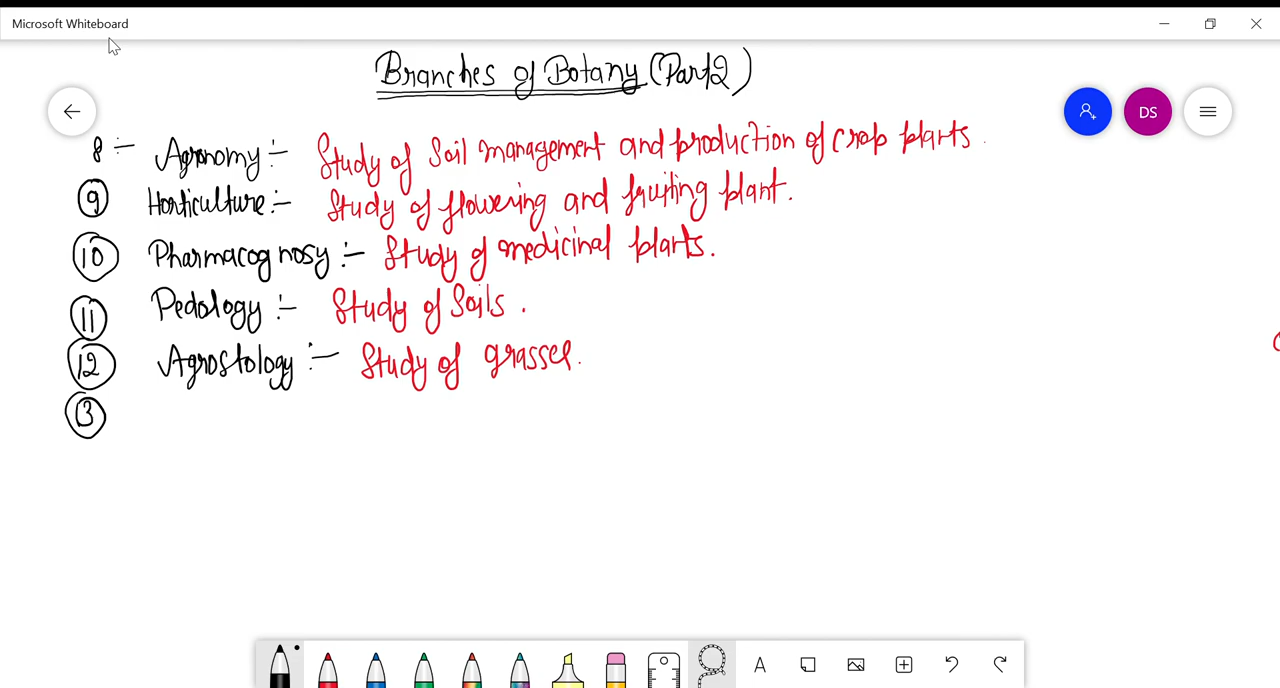 Microsoft Whiteboard
Branches of Botany (Part2)
DS
8 :- Agronomy :- Study of Soil management and production of crop plants.
9 Horticulture :- Study of flowering and fruiting plant.
10 Pharmacognosy :- Study of medicinal plants.
11 Pedology :- Study of Soils.
12 Agrostology :- Study of grasses.
13
A